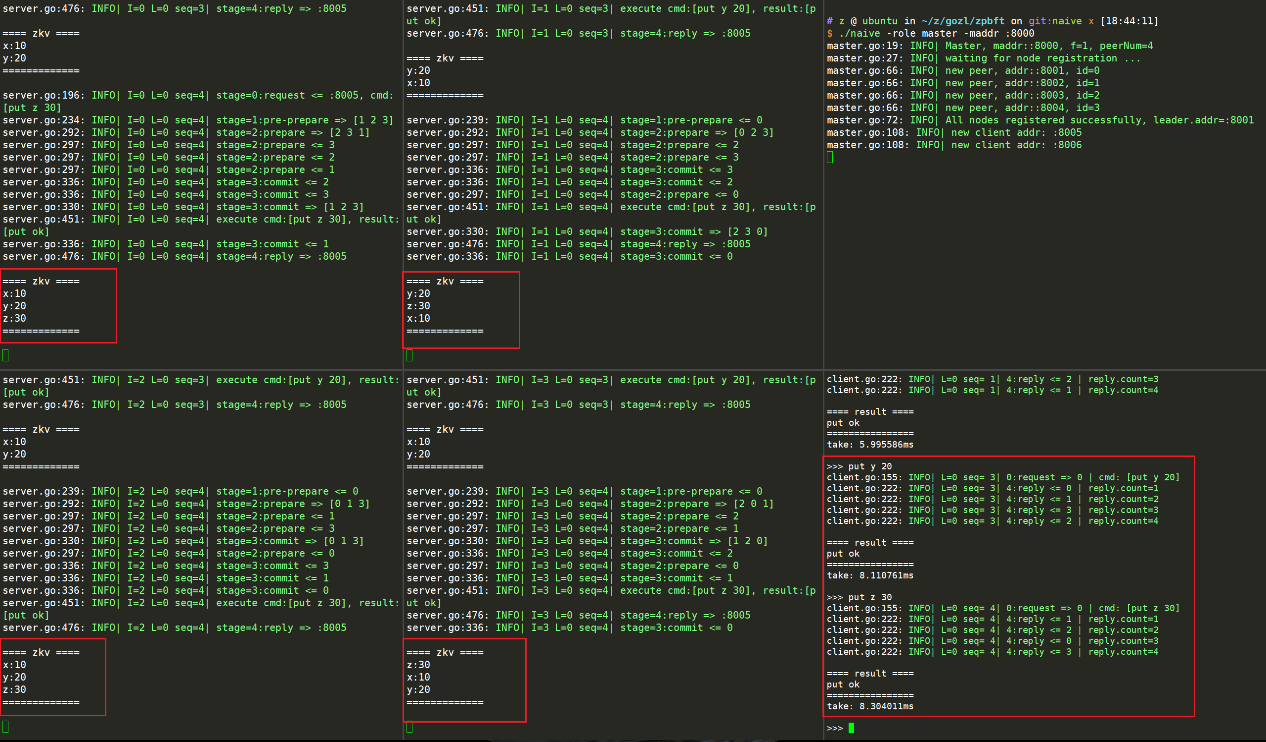 server.go:476: INFO| I=0 L=0 seq=3| stage=4:reply => :8005
==== zkv ====
x:10
y:20
=============
server.go:196: INFO| I=0 L=0 seq=4| stage=0:request <= :8005, cmd:
[put z 30]
server.go:234: INFO| I=0 L=0 seq=4| stage=1:pre-prepare => [1 2 3]
server.go:292: INFO| I=0 L=0 seq=4| stage=2:prepare => [2 3 1]
server.go:297: INFO| I=0 L=0 seq=4| stage=2:prepare <= 3
server.go:297: INFO| I=0 L=0 seq=4| stage=2:prepare <= 2
server.go:297: INFO| I=0 L=0 seq=4| stage=2:prepare <= 1
server.go:336: INFO| I=0 L=0 seq=4| stage=3:commit <= 2
server.go:336: INFO| I=0 L=0 seq=4| stage=3:commit <= 3
server.go:330: INFO| I=0 L=0 seq=4| stage=3:commit => [1 2 3]
server.go:451: INFO| I=0 L=0 seq=4| execute cmd:[put z 30], result:
[put ok]
server.go:336: INFO| I=0 L=0 seq=4| stage=3:commit <= 1
server.go:476: INFO| I=0 L=0 seq=4| stage=4:reply => :8005
==== zkv ====
x:10
y:20
z:30
=============
server.go:451: INFO| I=1 L=0 seq=3| execute cmd:[put y 20], result:[p
ut ok]
server.go:476: INFO| I=1 L=0 seq=3| stage=4:reply => :8005
==== zkv ====
y:20
x:10
=============
server.go:239: INFO| I=1 L=0 seq=4| stage=1:pre-prepare <= 0
server.go:292: INFO| I=1 L=0 seq=4| stage=2:prepare => [0 2 3]
server.go:297: INFO| I=1 L=0 seq=4| stage=2:prepare <= 2
server.go:297: INFO| I=1 L=0 seq=4| stage=2:prepare <= 3
server.go:336: INFO| I=1 L=0 seq=4| stage=3:commit <= 3
server.go:336: INFO| I=1 L=0 seq=4| stage=3:commit <= 2
server.go:297: INFO| I=1 L=0 seq=4| stage=2:prepare <= 0
server.go:451: INFO| I=1 L=0 seq=4| execute cmd:[put z 30], result:[p
ut ok]
server.go:330: INFO| I=1 L=0 seq=4| stage=3:commit => [2 3 0]
server.go:476: INFO| I=1 L=0 seq=4| stage=4:reply => :8005
server.go:336: INFO| I=1 L=0 seq=4| stage=3:commit <= 0
==== zkv ====
y:20
z:30
x:10
=============
# z @ ubuntu in ~/z/gozl/zpbft on git:naive x [18:44:11]
$ ./naive -role master -maddr :8000
master.go:19: INFO| Master, maddr::8000, f=1, peerNum=4
master.go:27: INFO| waiting for node registration ...
master.go:66: INFO| new peer, addr::8001, id=0
master.go:66: INFO| new peer, addr::8002, id=1
master.go:66: INFO| new peer, addr::8003, id=2
master.go:66: INFO| new peer, addr::8004, id=3
master.go:72: INFO| All nodes registered successfully, leader.addr=:8001
master.go:108: INFO| new client addr: :8005
master.go:108: INFO| new client addr: :8006
server.go:451: INFO| I=2 L=0 seq=3| execute cmd:[put y 20], result:
[put ok]
server.go:476: INFO| I=2 L=0 seq=3| stage=4:reply => :8005
==== zkv ====
x:10
y:20
=============
server.go:239: INFO| I=2 L=0 seq=4| stage=1:pre-prepare <= 0
server.go:292: INFO| I=2 L=0 seq=4| stage=2:prepare => [0 1 3]
server.go:297: INFO| I=2 L=0 seq=4| stage=2:prepare <= 1
server.go:297: INFO| I=2 L=0 seq=4| stage=2:prepare <= 3
server.go:330: INFO| I=2 L=0 seq=4| stage=3:commit => [0 1 3]
server.go:297: INFO| I=2 L=0 seq=4| stage=2:prepare <= 0
server.go:336: INFO| I=2 L=0 seq=4| stage=3:commit <= 3
server.go:336: INFO| I=2 L=0 seq=4| stage=3:commit <= 1
server.go:336: INFO| I=2 L=0 seq=4| stage=3:commit <= 0
server.go:451: INFO| I=2 L=0 seq=4| execute cmd:[put z 30], result:
[put ok]
server.go:476: INFO| I=2 L=0 seq=4| stage=4:reply => :8005
==== zkv ====
x:10
y:20
z:30
=============
server.go:451: INFO| I=3 L=0 seq=3| execute cmd:[put y 20], result:[p
ut ok]
server.go:476: INFO| I=3 L=0 seq=3| stage=4:reply => :8005
==== zkv ====
x:10
y:20
=============
server.go:239: INFO| I=3 L=0 seq=4| stage=1:pre-prepare <= 0
server.go:292: INFO| I=3 L=0 seq=4| stage=2:prepare => [2 0 1]
server.go:297: INFO| I=3 L=0 seq=4| stage=2:prepare <= 2
server.go:297: INFO| I=3 L=0 seq=4| stage=2:prepare <= 1
server.go:330: INFO| I=3 L=0 seq=4| stage=3:commit => [1 2 0]
server.go:336: INFO| I=3 L=0 seq=4| stage=3:commit <= 2
server.go:297: INFO| I=3 L=0 seq=4| stage=2:prepare <= 0
server.go:336: INFO| I=3 L=0 seq=4| stage=3:commit <= 1
server.go:451: INFO| I=3 L=0 seq=4| execute cmd:[put z 30], result:[p
ut ok]
server.go:476: INFO| I=3 L=0 seq=4| stage=4:reply => :8005
server.go:336: INFO| I=3 L=0 seq=4| stage=3:commit <= 0
==== zkv ====
z:30
x:10
y:20
=============
client.go:222: INFO| L=0 seq= 1| 4:reply <= 2 | reply.count=3
client.go:222: INFO| L=0 seq= 1| 4:reply <= 1 | reply.count=4
==== result ====
put ok
================
take: 5.995586ms
>>> put y 20
client.go:155: INFO| L=0 seq= 3| 0:request => 0 | cmd: [put y 20]
client.go:222: INFO| L=0 seq= 3| 4:reply <= 0 | reply.count=1
client.go:222: INFO| L=0 seq= 3| 4:reply <= 1 | reply.count=2
client.go:222: INFO| L=0 seq= 3| 4:reply <= 3 | reply.count=3
client.go:222: INFO| L=0 seq= 3| 4:reply <= 2 | reply.count=4
==== result ====
put ok
================
take: 8.110761ms
>>> put z 30
client.go:155: INFO| L=0 seq= 4| 0:request => 0 | cmd: [put z 30]
client.go:222: INFO| L=0 seq= 4| 4:reply <= 1 | reply.count=1
client.go:222: INFO| L=0 seq= 4| 4:reply <= 2 | reply.count=2
client.go:222: INFO| L=0 seq= 4| 4:reply <= 0 | reply.count=3
client.go:222: INFO| L=0 seq= 4| 4:reply <= 3 | reply.count=4
==== result ====
put ok
================
take: 8.304011ms
>>>